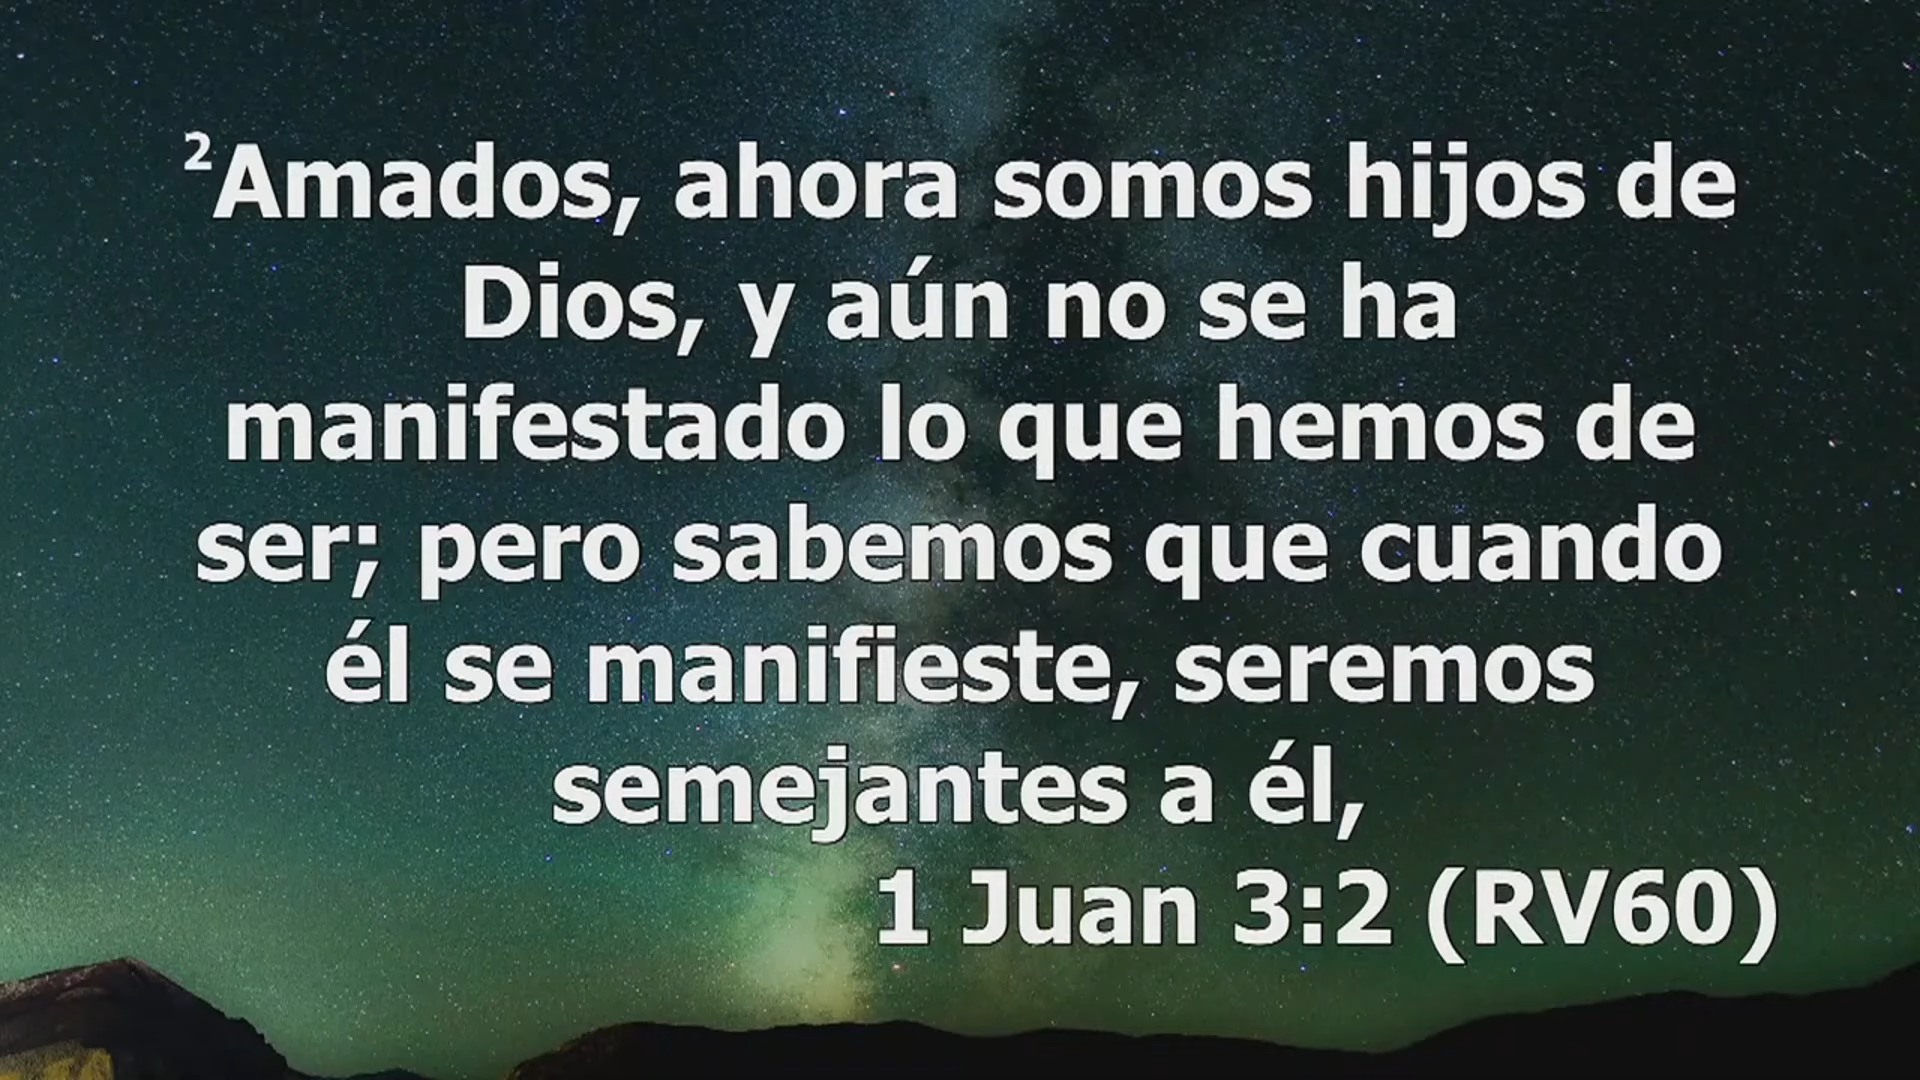 ²Amados, ahora somos hijos de
Dios, y aún no se ha
manifestado lo que hemos de
ser; pero sabemos que cuando
él se manifieste, seremos
semejantes a él,
1 Juan 3:2 (RV60)